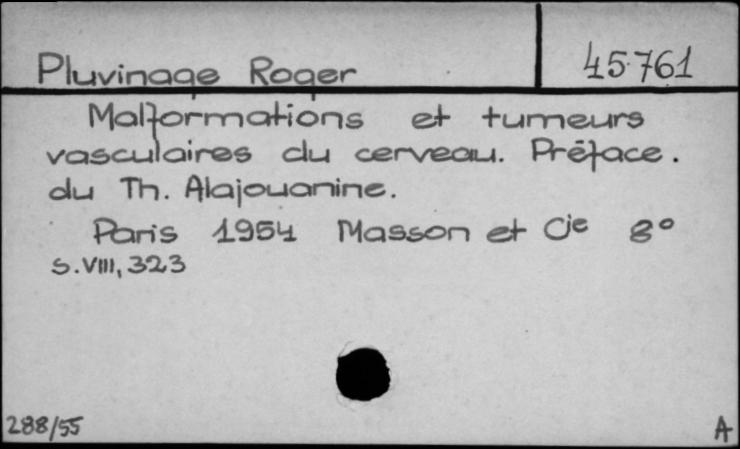 Pluvinage Roger
45761
Malformations et tumeurs
vasculaires du cerveau. Préface.
du Th. Alajouanine.
Paris 1954 Masson et Cie 8°
s. VIII, 323
288/55
A